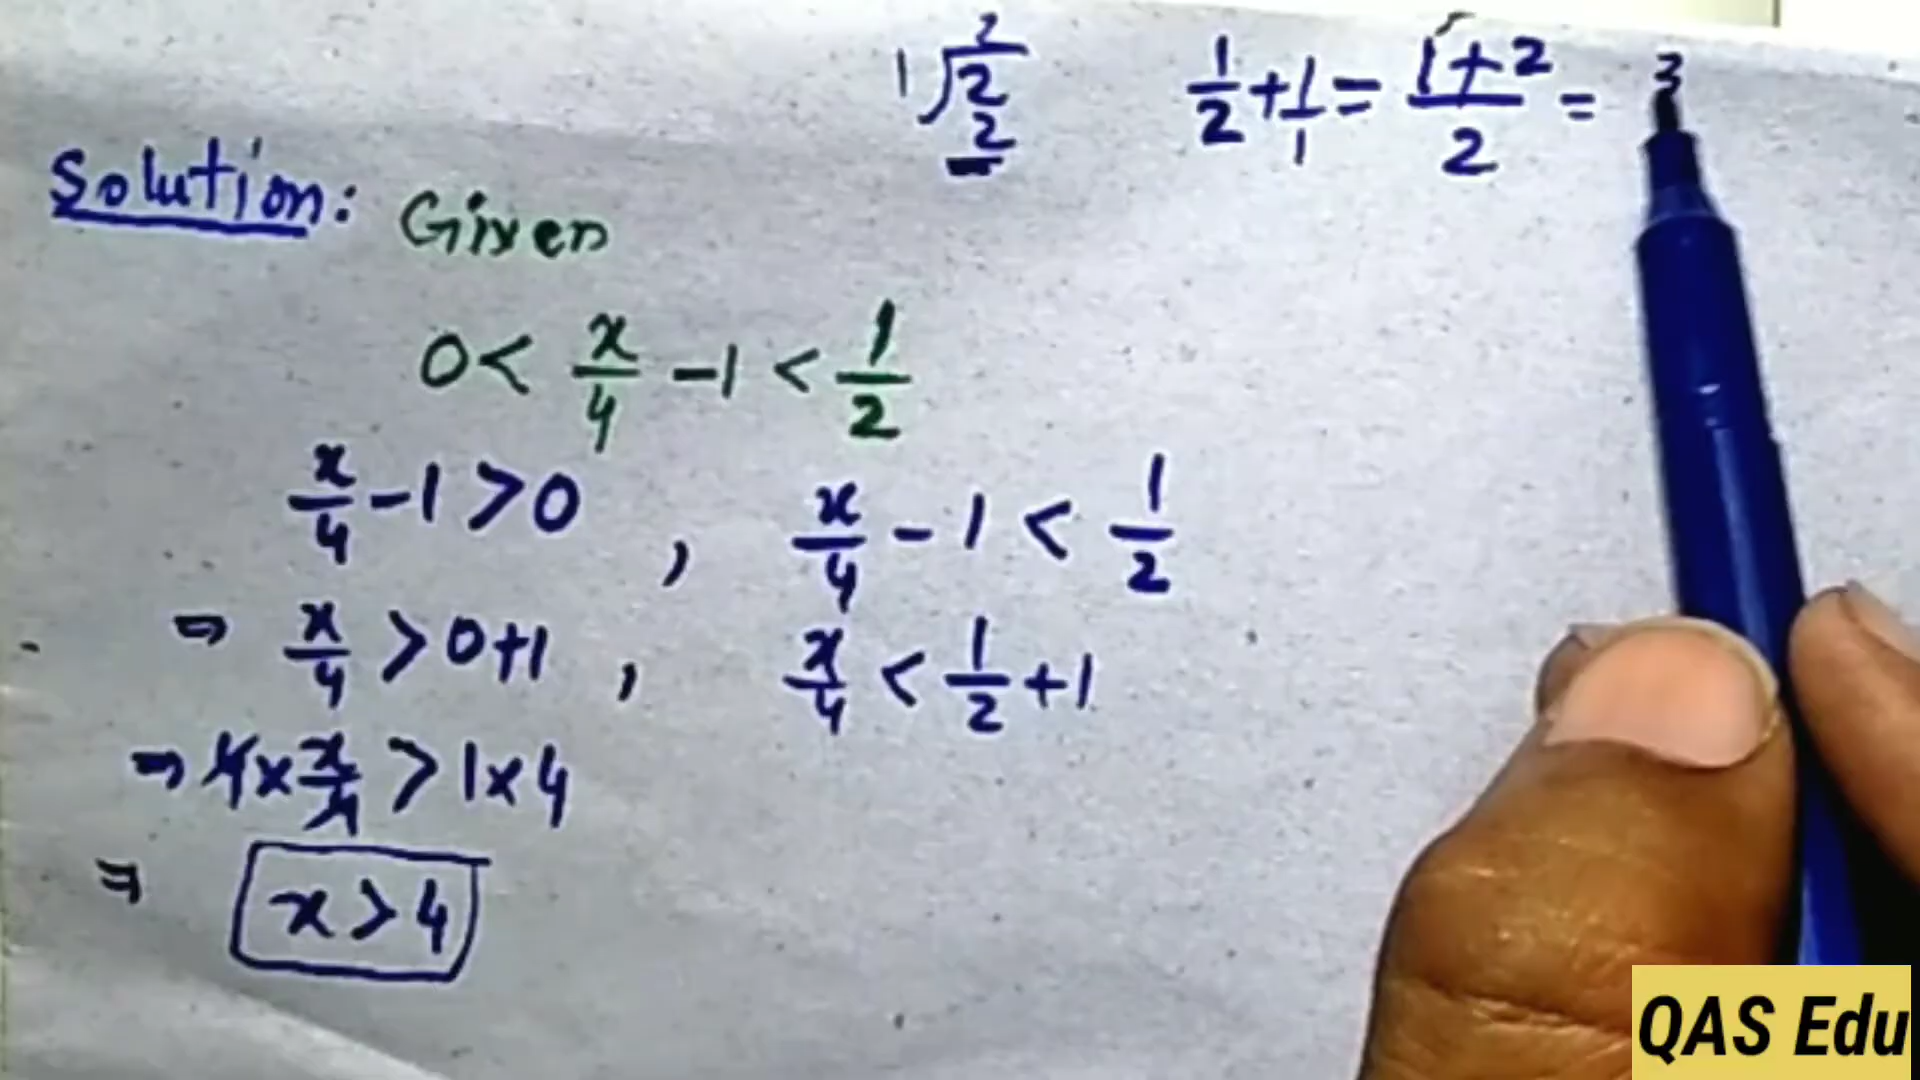 2
1 √2
2
1/2 + 1/1 = (1+2)/2 = 3
Solution: Given
0 < x/4 - 1 < 1/2
x/4 - 1 > 0 , x/4 - 1 < 1/2
⇒ x/4 > 0+1 , x/4 < 1/2 + 1
⇒ 4 × x/4 > 1 × 4
⇒ x > 4
QAS Edu